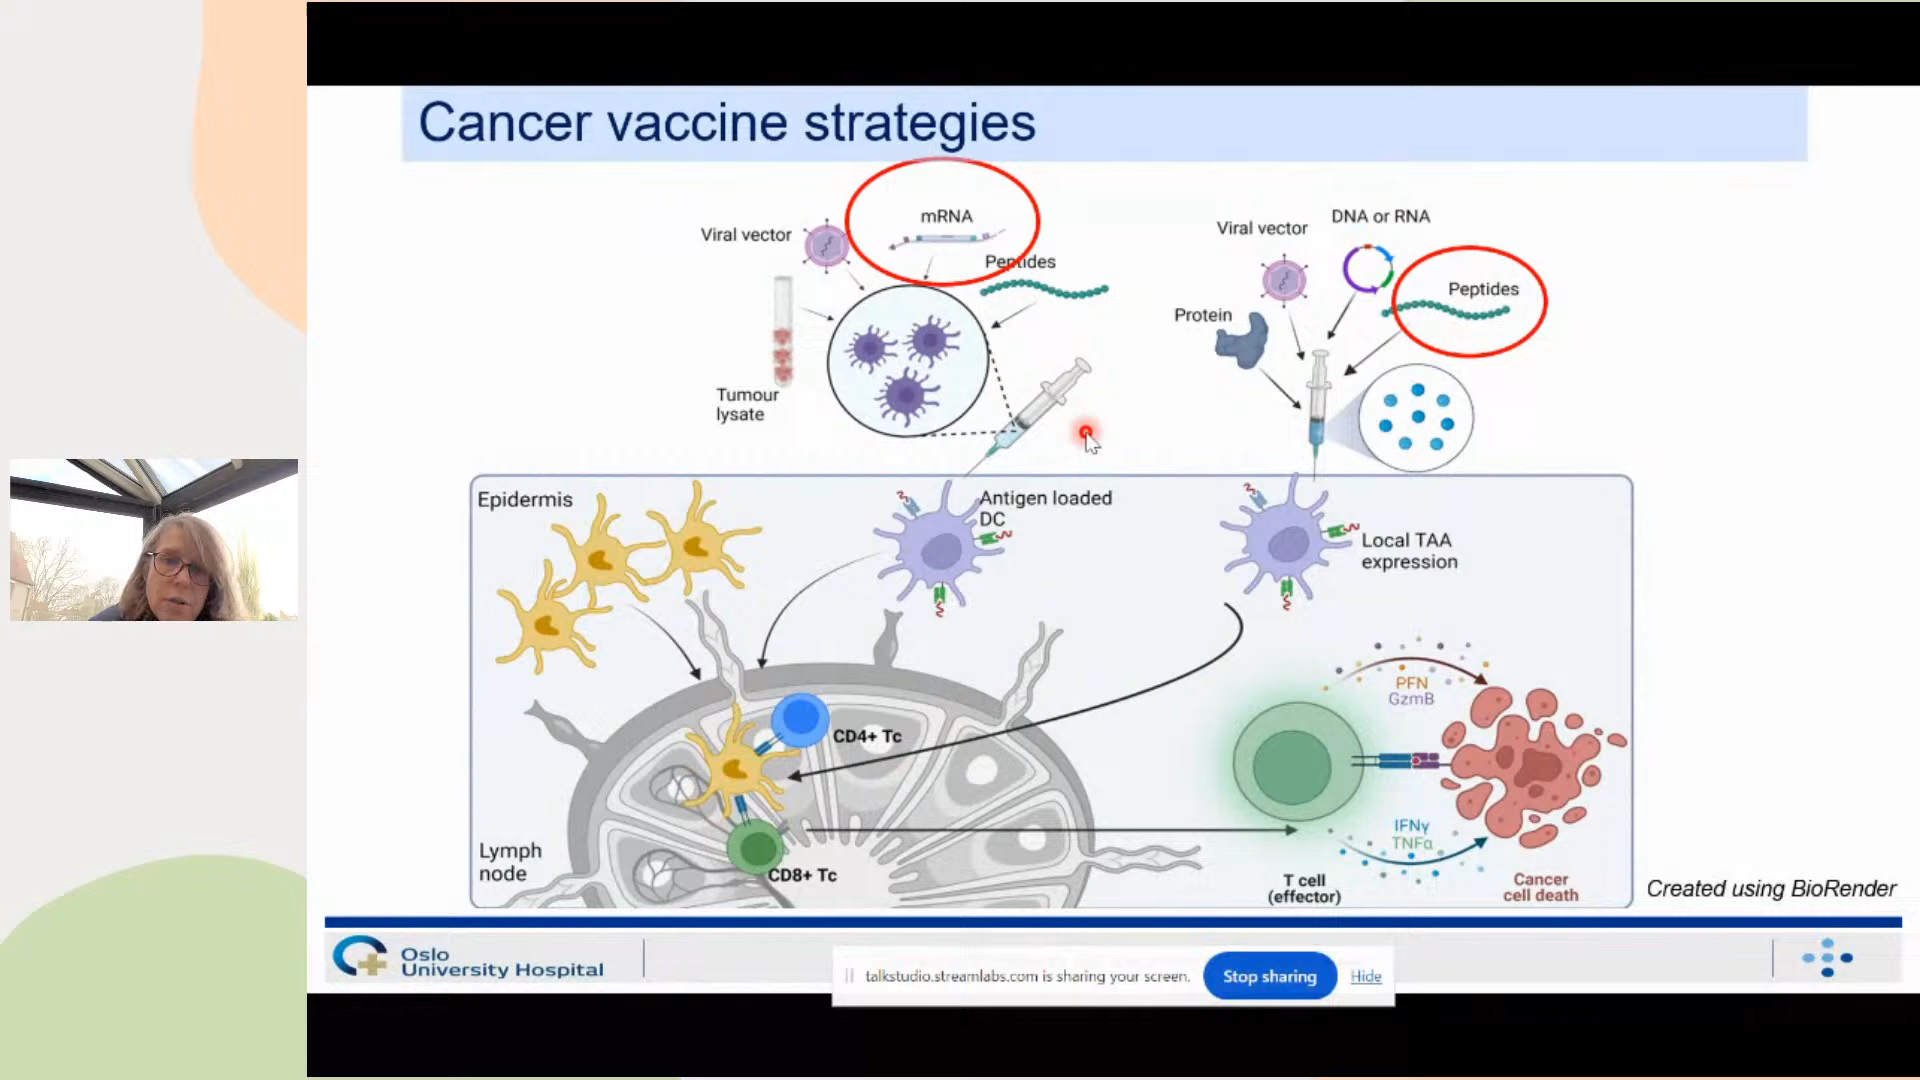 Cancer vaccine strategies
Viral vector
mRNA
Peptides
Tumour
lysate
Viral vector
DNA or RNA
Peptides
Protein
Epidermis
Antigen loaded
DC
Local TAA
expression
CD4+ Tc
CD8+ Tc
Lymph
node
PFN
GzmB
IFNγ
TNFα
T cell
(effector)
Cancer
cell death
Created using BioRender
Oslo
University Hospital
talkstudio.streamlabs.com is sharing your screen.
Stop sharing
Hide